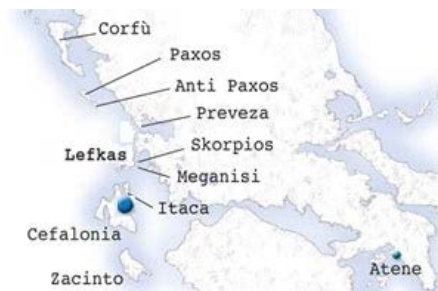 Corfù
Paxos
Anti Paxos
Preveza
Skorpios
Lefkas
Meganisi
Itaca
Cefalonia
Atene
Zacinto